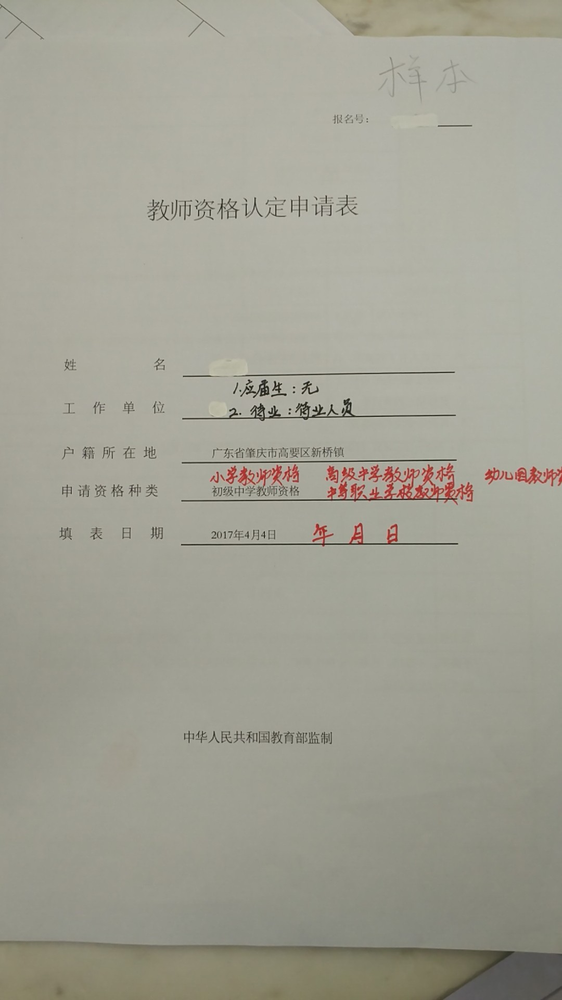 样本
报名号：
教师资格认定申请表
姓 名
1.应届生：无
工 作 单 位 2. 待业：待业人员
户 籍 所 在 地 广东省肇庆市高要区新桥镇
小学教师资格 高级中学教师资格 幼儿园教师资
申请资格种类 初级中学教师资格 中等职业学校教师资格
填 表 日 期 2017年4月4日 年 月 日
中华人民共和国教育部监制